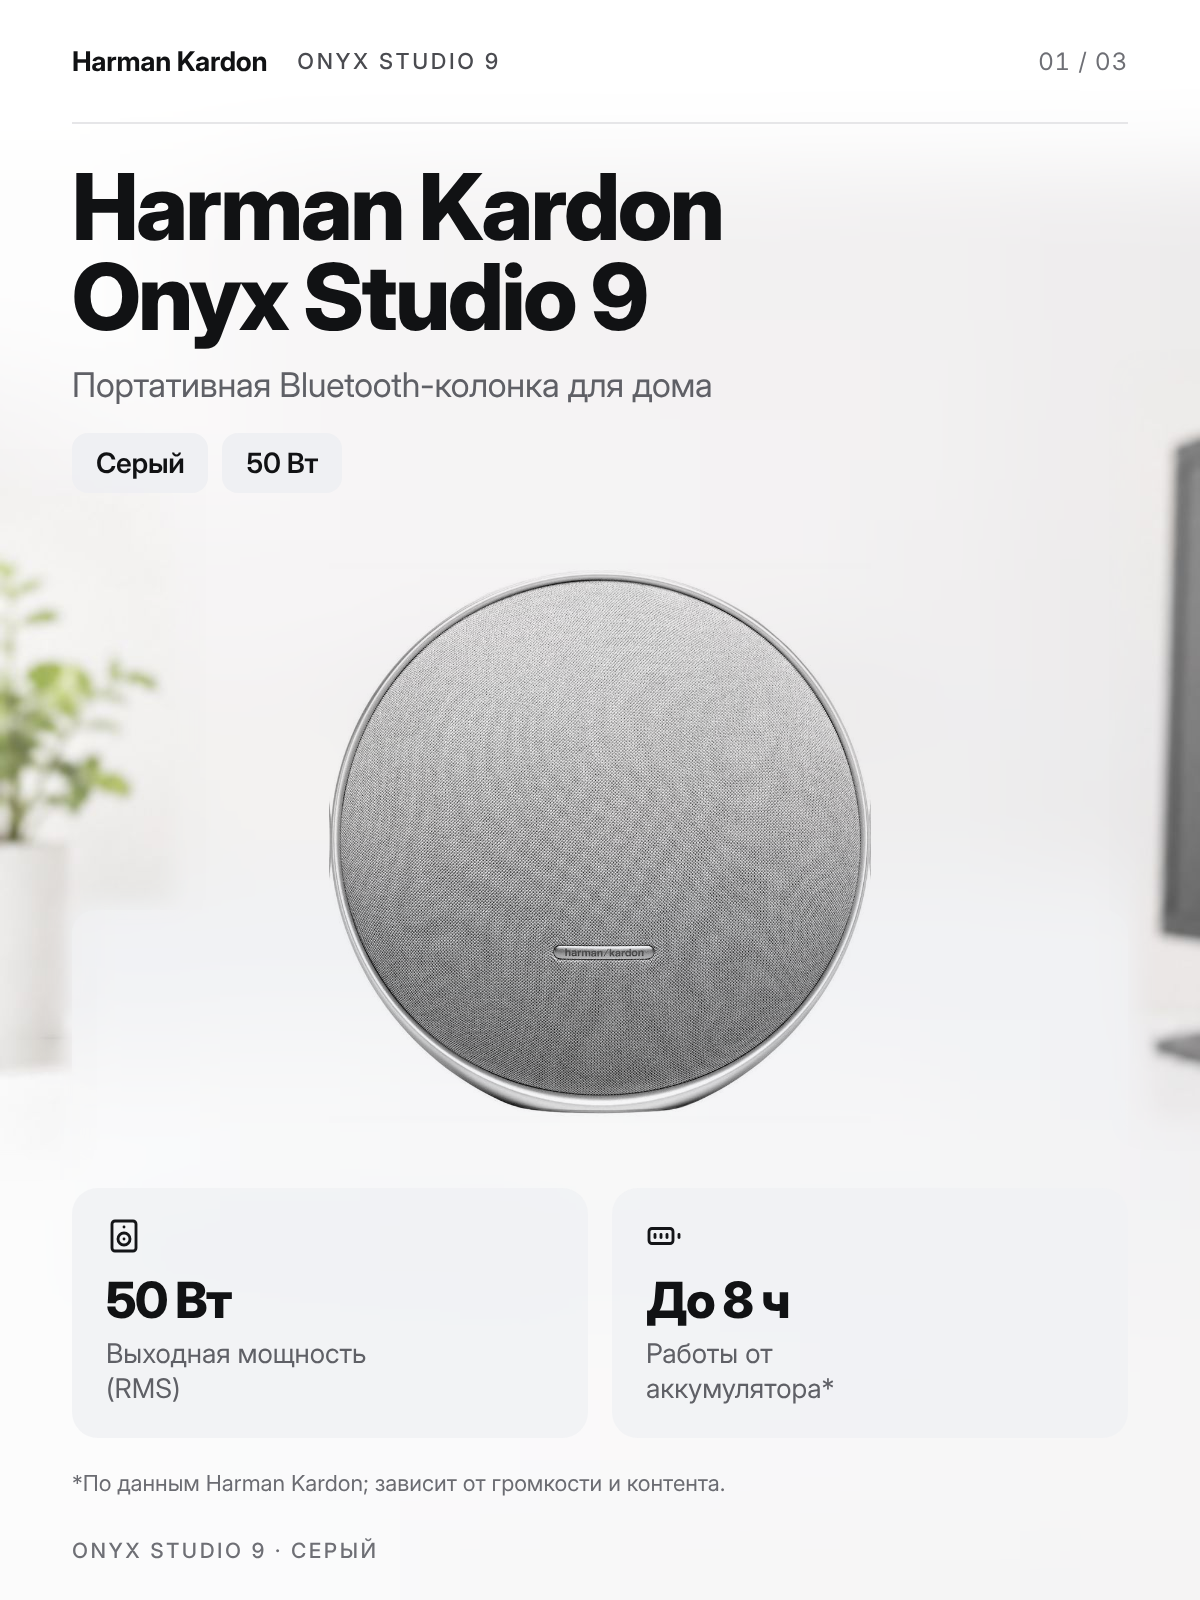 Harman Kardon ONYX STUDIO 9 01 / 03
Harman Kardon
Onyx Studio 9
Портативная Bluetooth-колонка для дома
Серый 50 Вт
harman/kardon
50 Вт
Выходная мощность
(RMS)
До 8 ч
Работы от
аккумулятора*
*По данным Harman Kardon; зависит от громкости и контента.
ONYX STUDIO 9 · СЕРЫЙ